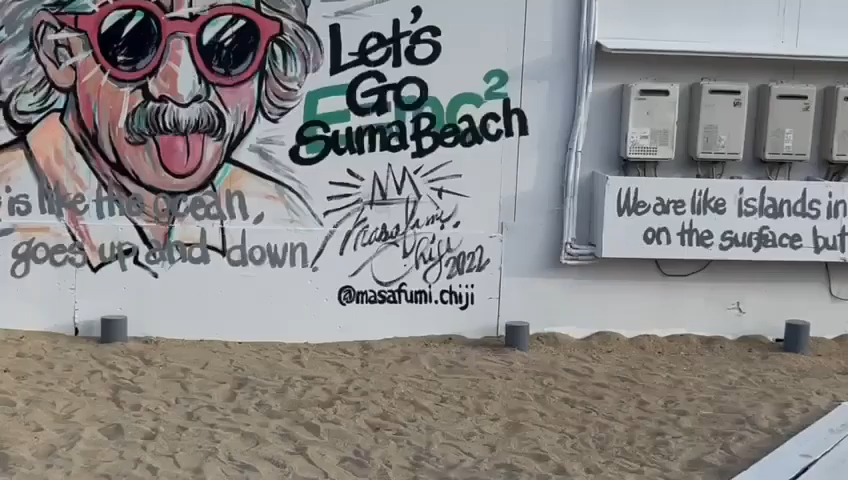 Let's
Go
E=mc²
Suma Beach
is like the ocean,
goes up and down.
Masafumi
Chiji
2022
@masafumi.chiji
We are like islands in
on the surface but